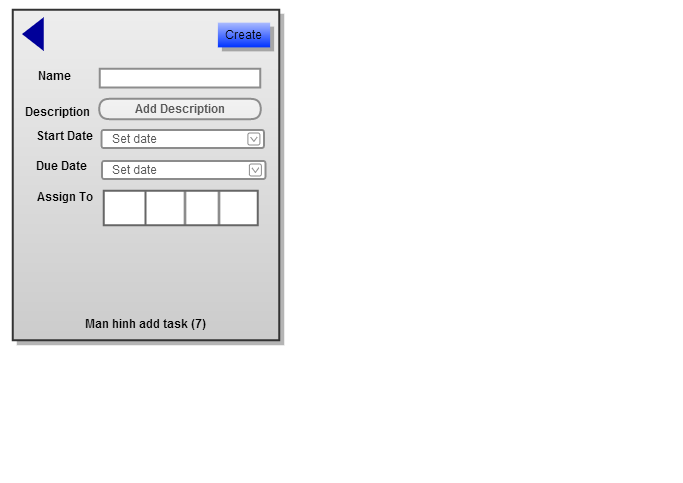 Create
Name
Description Add Description
Start Date Set date
Due Date Set date
Assign To
Man hinh add task (7)